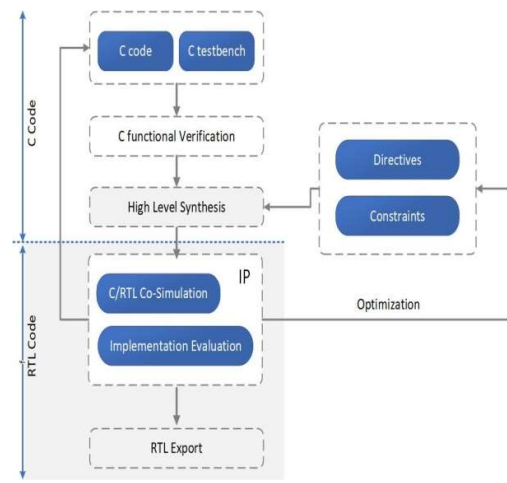 C code
C testbench
C functional Verification
High Level Synthesis
Directives
Constraints
C Code
IP
C/RTL Co-Simulation
Implementation Evaluation
Optimization
RTL Export
RTL Code